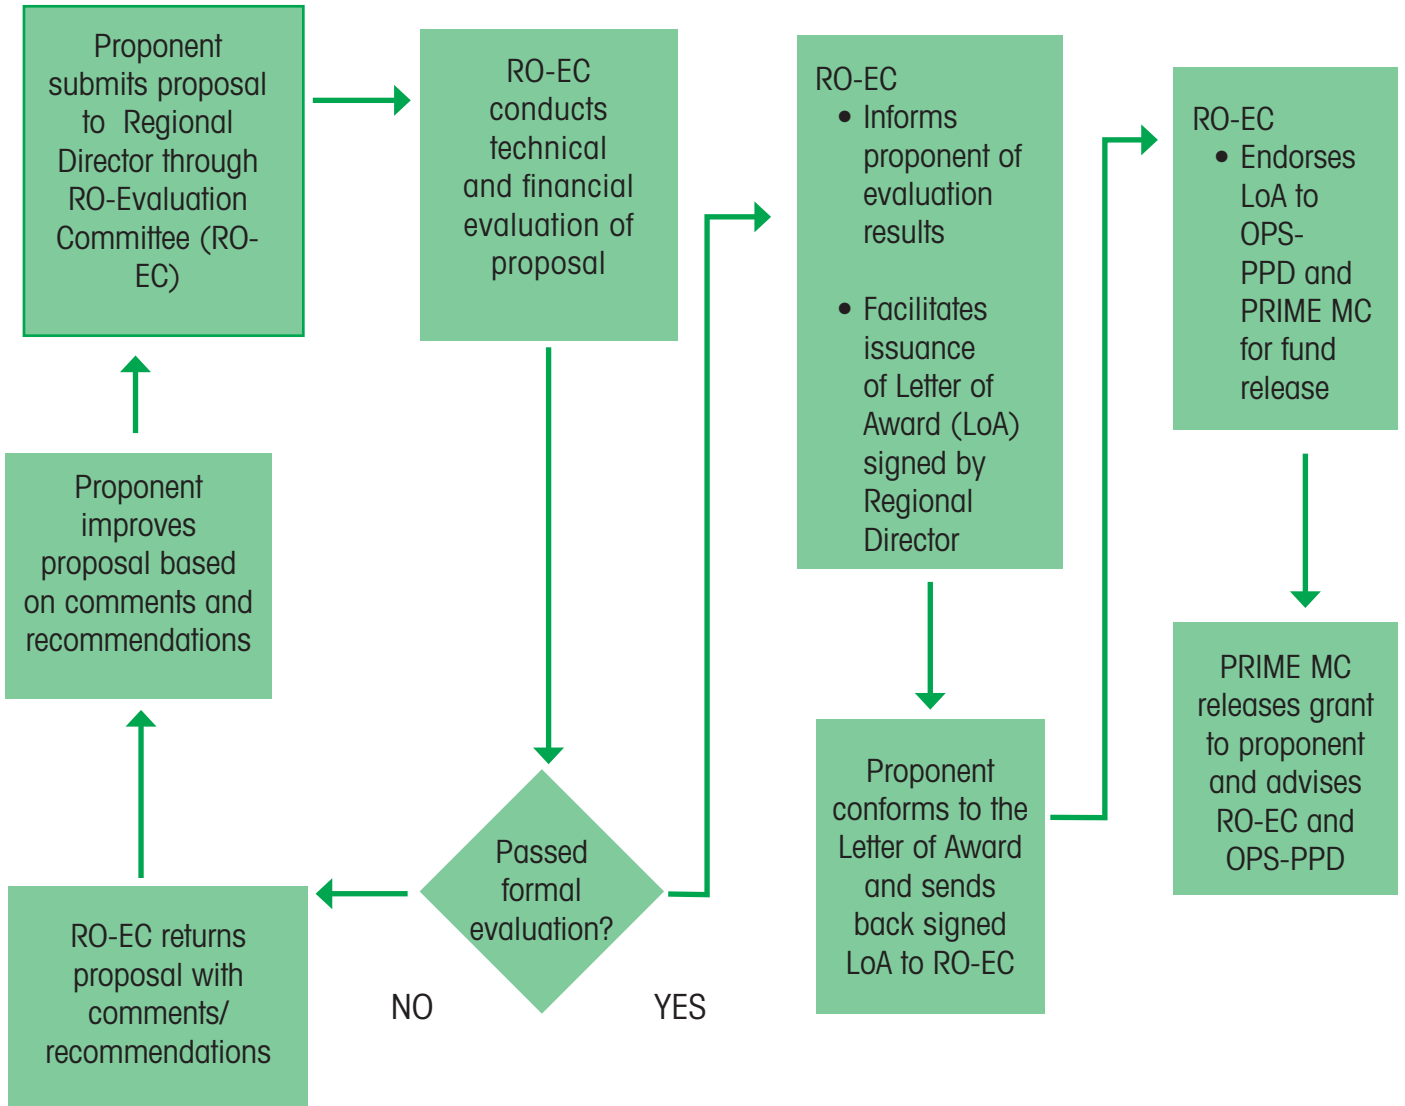 Proponent
submits proposal
to Regional
Director through
RO-Evaluation
Committee (RO-
EC)
RO-EC
conducts
technical
and financial
evaluation of
proposal
Passed
formal
evaluation?
NO
YES
RO-EC returns
proposal with
comments/
recommendations
Proponent
improves
proposal based
on comments and
recommendations
RO-EC
• Informs
proponent of
evaluation
results
• Facilitates
issuance
of Letter of
Award (LoA)
signed by
Regional
Director
Proponent
conforms to the
Letter of Award
and sends
back signed
LoA to RO-EC
RO-EC
• Endorses
LoA to
OPS-
PPD and
PRIME MC
for fund
release
PRIME MC
releases grant
to proponent
and advises
RO-EC and
OPS-PPD